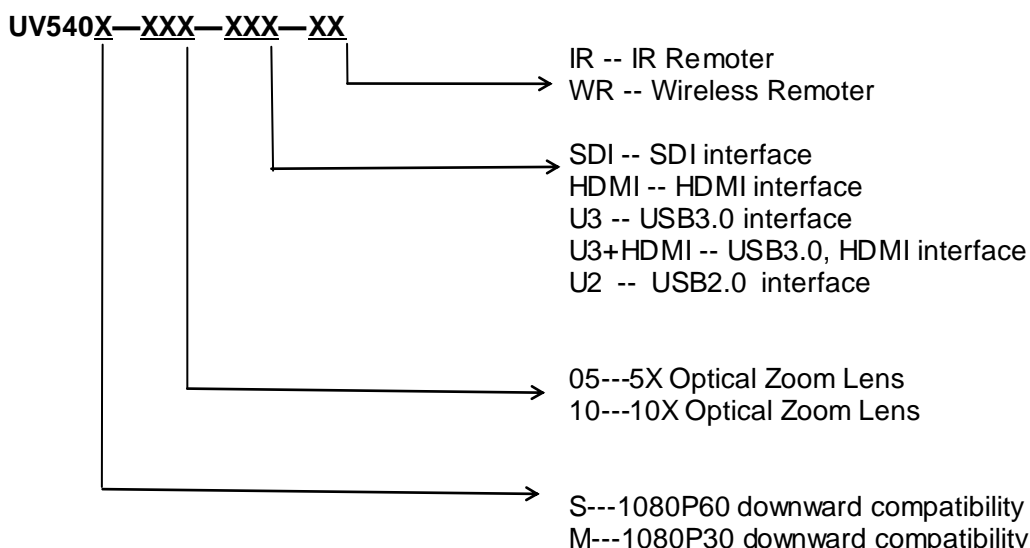 UV540X—XXX—XXX—XX
IR -- IR Remoter
WR -- Wireless Remoter
SDI -- SDI interface
HDMI -- HDMI interface
U3 -- USB3.0 interface
U3+HDMI -- USB3.0, HDMI interface
U2 -- USB2.0 interface
05---5X Optical Zoom Lens
10---10X Optical Zoom Lens
S---1080P60 downward compatibility
M---1080P30 downward compatibility